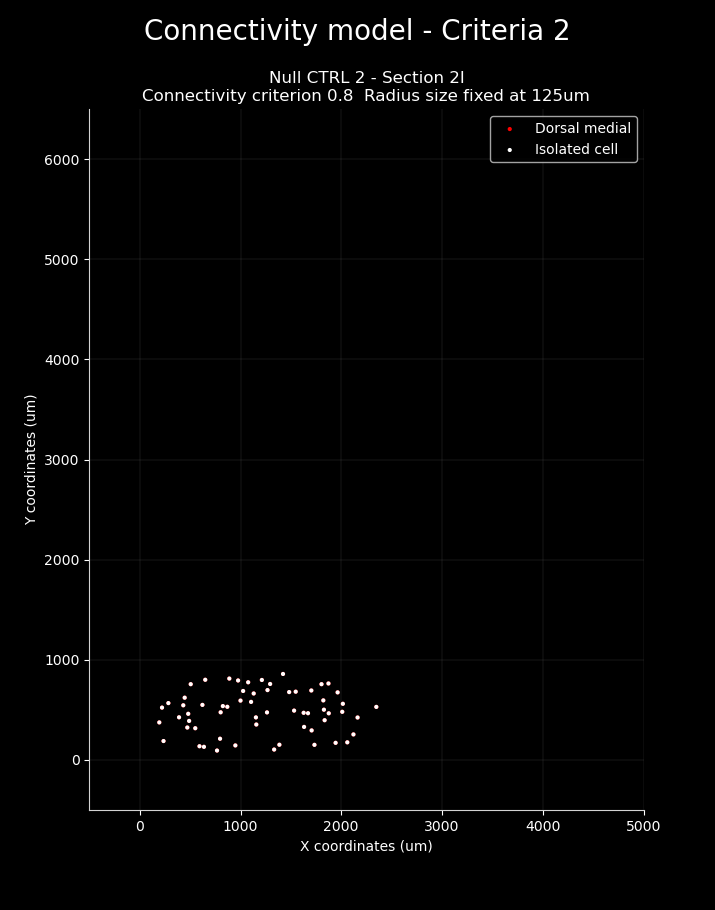 Connectivity model - Criteria 2
Null CTRL 2 - Section 2l
Connectivity criterion 0.8  Radius size fixed at 125um
Dorsal medial
Isolated cell
6000
5000
4000
3000
2000
1000
0
Y coordinates (um)
0
1000
2000
3000
4000
5000
X coordinates (um)